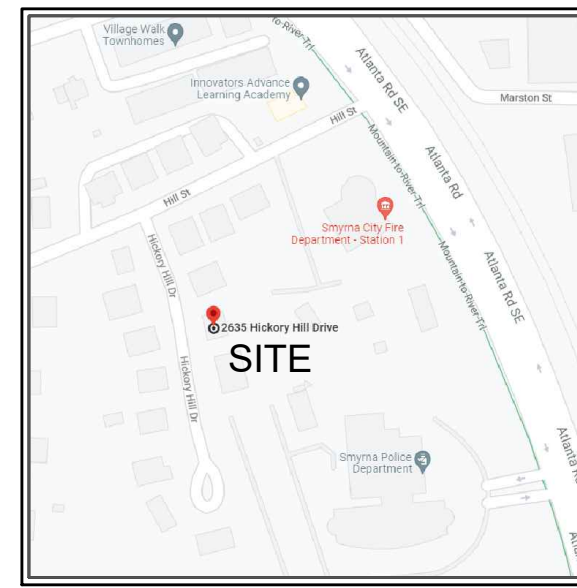 Village Walk
Townhomes
to-River-Trl
Innovators Advance
Learning Academy
Atlanta Rd SE
Marston St
Hill St
Mountain-to-River-Trl
Atlanta Rd
Hill St
Smyrna City Fire
Department - Station 1
Hickory Hill Dr
Mountain-to-River-Trl
Atlanta Rd SE
2635 Hickory Hill Drive
SITE
Hickory Hill Dr
Smyrna Police
Department
Atlanta R